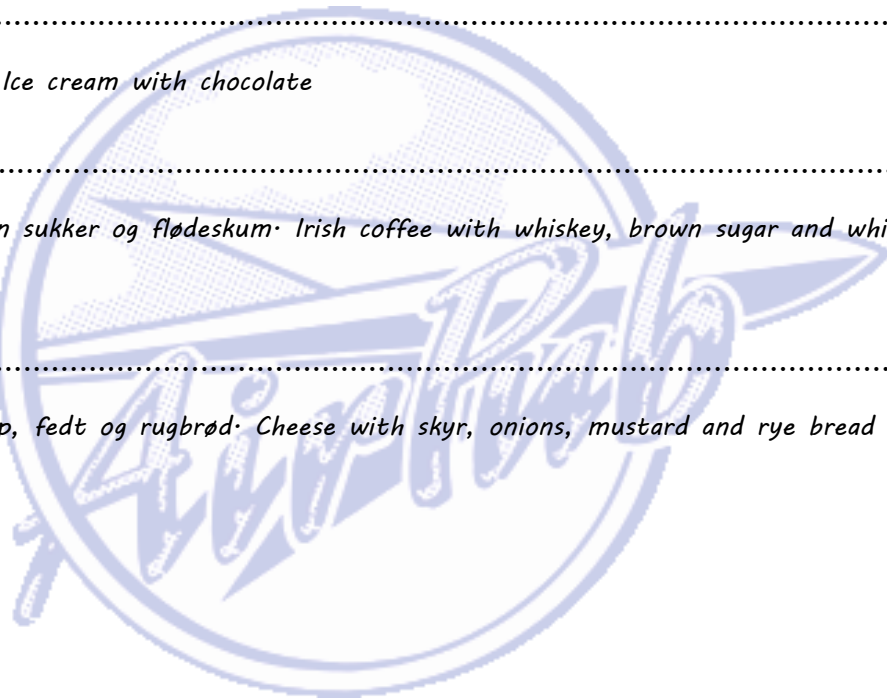 Ice cream with chocolate
n sukker og flødeskum· Irish coffee with whiskey, brown sugar and whi
p, fedt og rugbrød· Cheese with skyr, onions, mustard and rye bread
AirPub